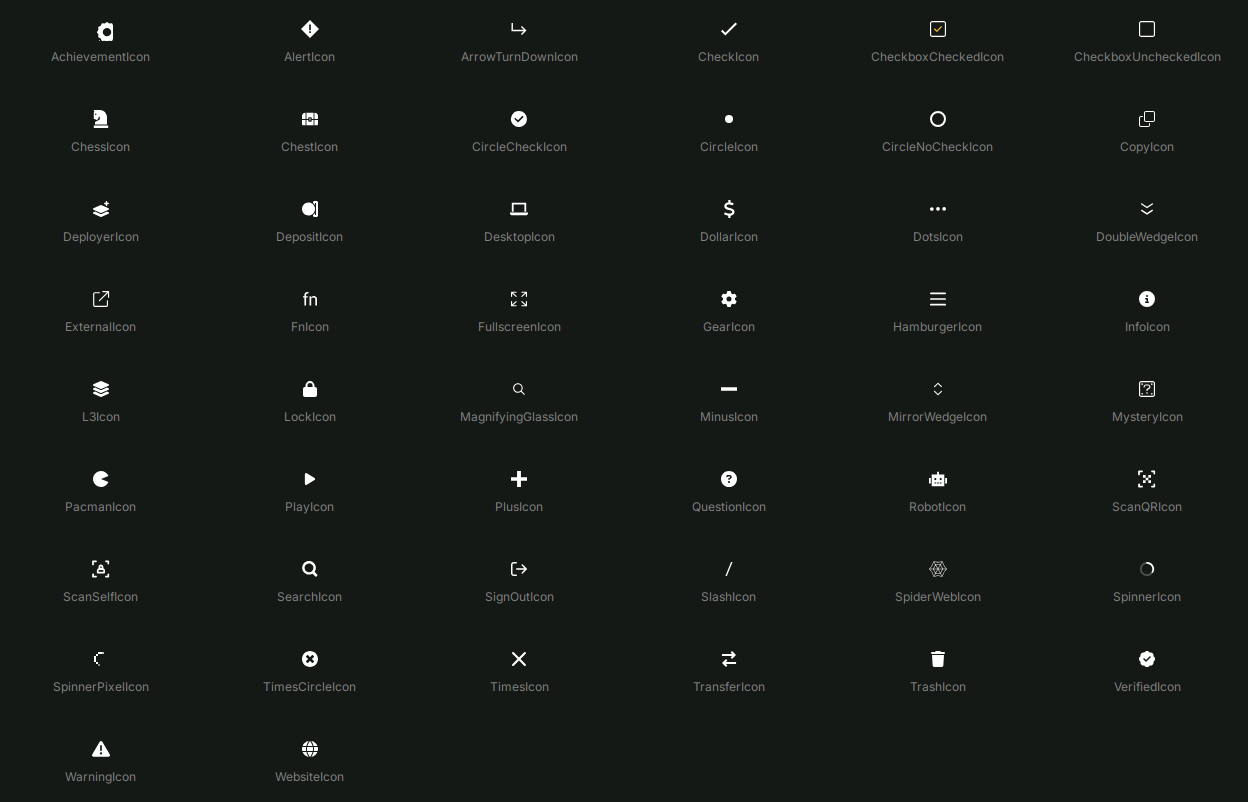 AchievementIcon AlertIcon ArrowTurnDownIcon CheckIcon CheckboxCheckedIcon CheckboxUncheckedIcon
ChessIcon ChestIcon CircleCheckIcon CircleIcon CircleNoCheckIcon CopyIcon
DeployerIcon DepositIcon DesktopIcon DollarIcon DotsIcon DoubleWedgeIcon
fn
ExternalIcon FnIcon FullscreenIcon GearIcon HamburgerIcon InfoIcon
L3Icon LockIcon MagnifyingGlassIcon MinusIcon MirrorWedgeIcon MysteryIcon
PacmanIcon PlayIcon PlusIcon QuestionIcon RobotIcon ScanQRIcon
ScanSelfIcon SearchIcon SignOutIcon SlashIcon SpiderWebIcon SpinnerIcon
SpinnerPixelIcon TimesCircleIcon TimesIcon TransferIcon TrashIcon VerifiedIcon
WarningIcon WebsiteIcon